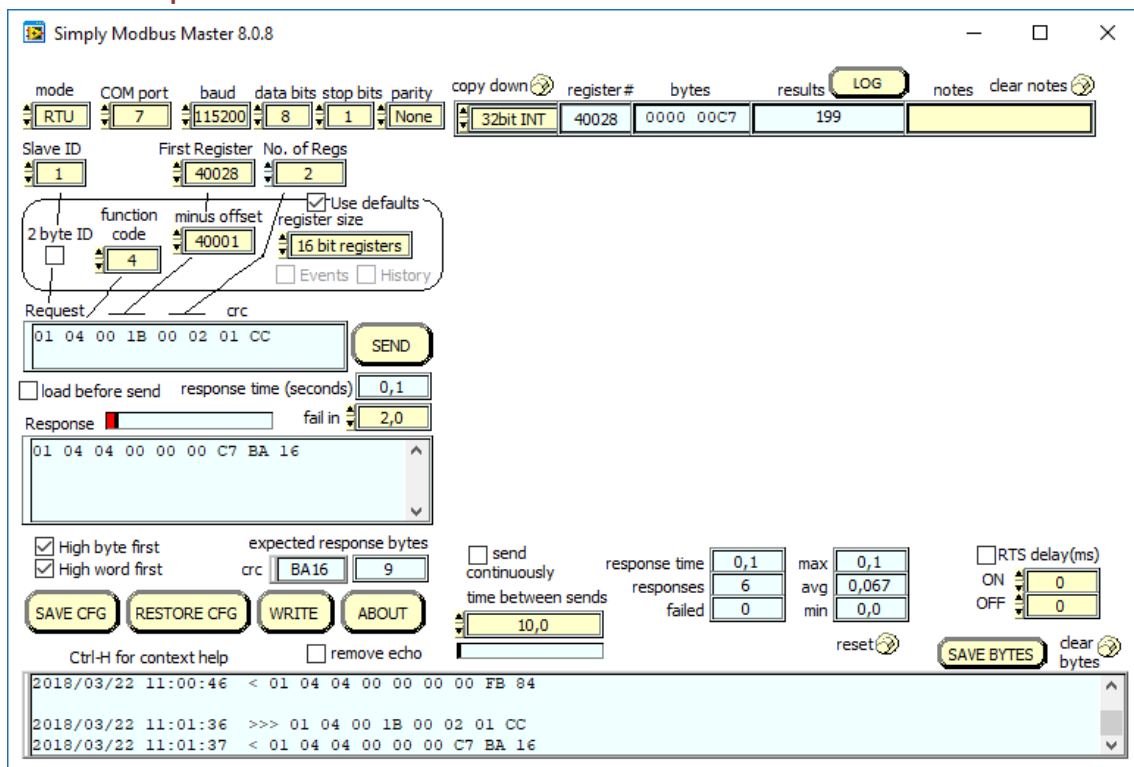 Simply Modbus Master 8.0.8
mode COM port baud data bits stop bits parity copy down register # bytes results LOG notes clear notes
RTU 7 115200 8 1 None 32bit INT 40028 0000 00C7 199
Slave ID First Register No. of Regs
1 40028 2
Use defaults
2 byte ID function code minus offset register size
4 40001 16 bit registers
Events History
Request crc
01 04 00 1B 00 02 01 CC SEND
load before send response time (seconds) 0,1
Response fail in 2,0
01 04 04 00 00 00 C7 BA 16
High byte first expected response bytes
High word first crc BA16 9
SAVE CFG RESTORE CFG WRITE ABOUT
Ctrl-H for context help remove echo
send continuously
time between sends
10,0
response time 0,1 max 0,1
responses 6 avg 0,067
failed 0 min 0,0
reset
RTS delay(ms)
ON 0
OFF 0
SAVE BYTES clear bytes
2018/03/22 11:00:46 < 01 04 04 00 00 00 00 FB 84
2018/03/22 11:01:36 >>> 01 04 00 1B 00 02 01 CC
2018/03/22 11:01:37 < 01 04 04 00 00 00 C7 BA 16